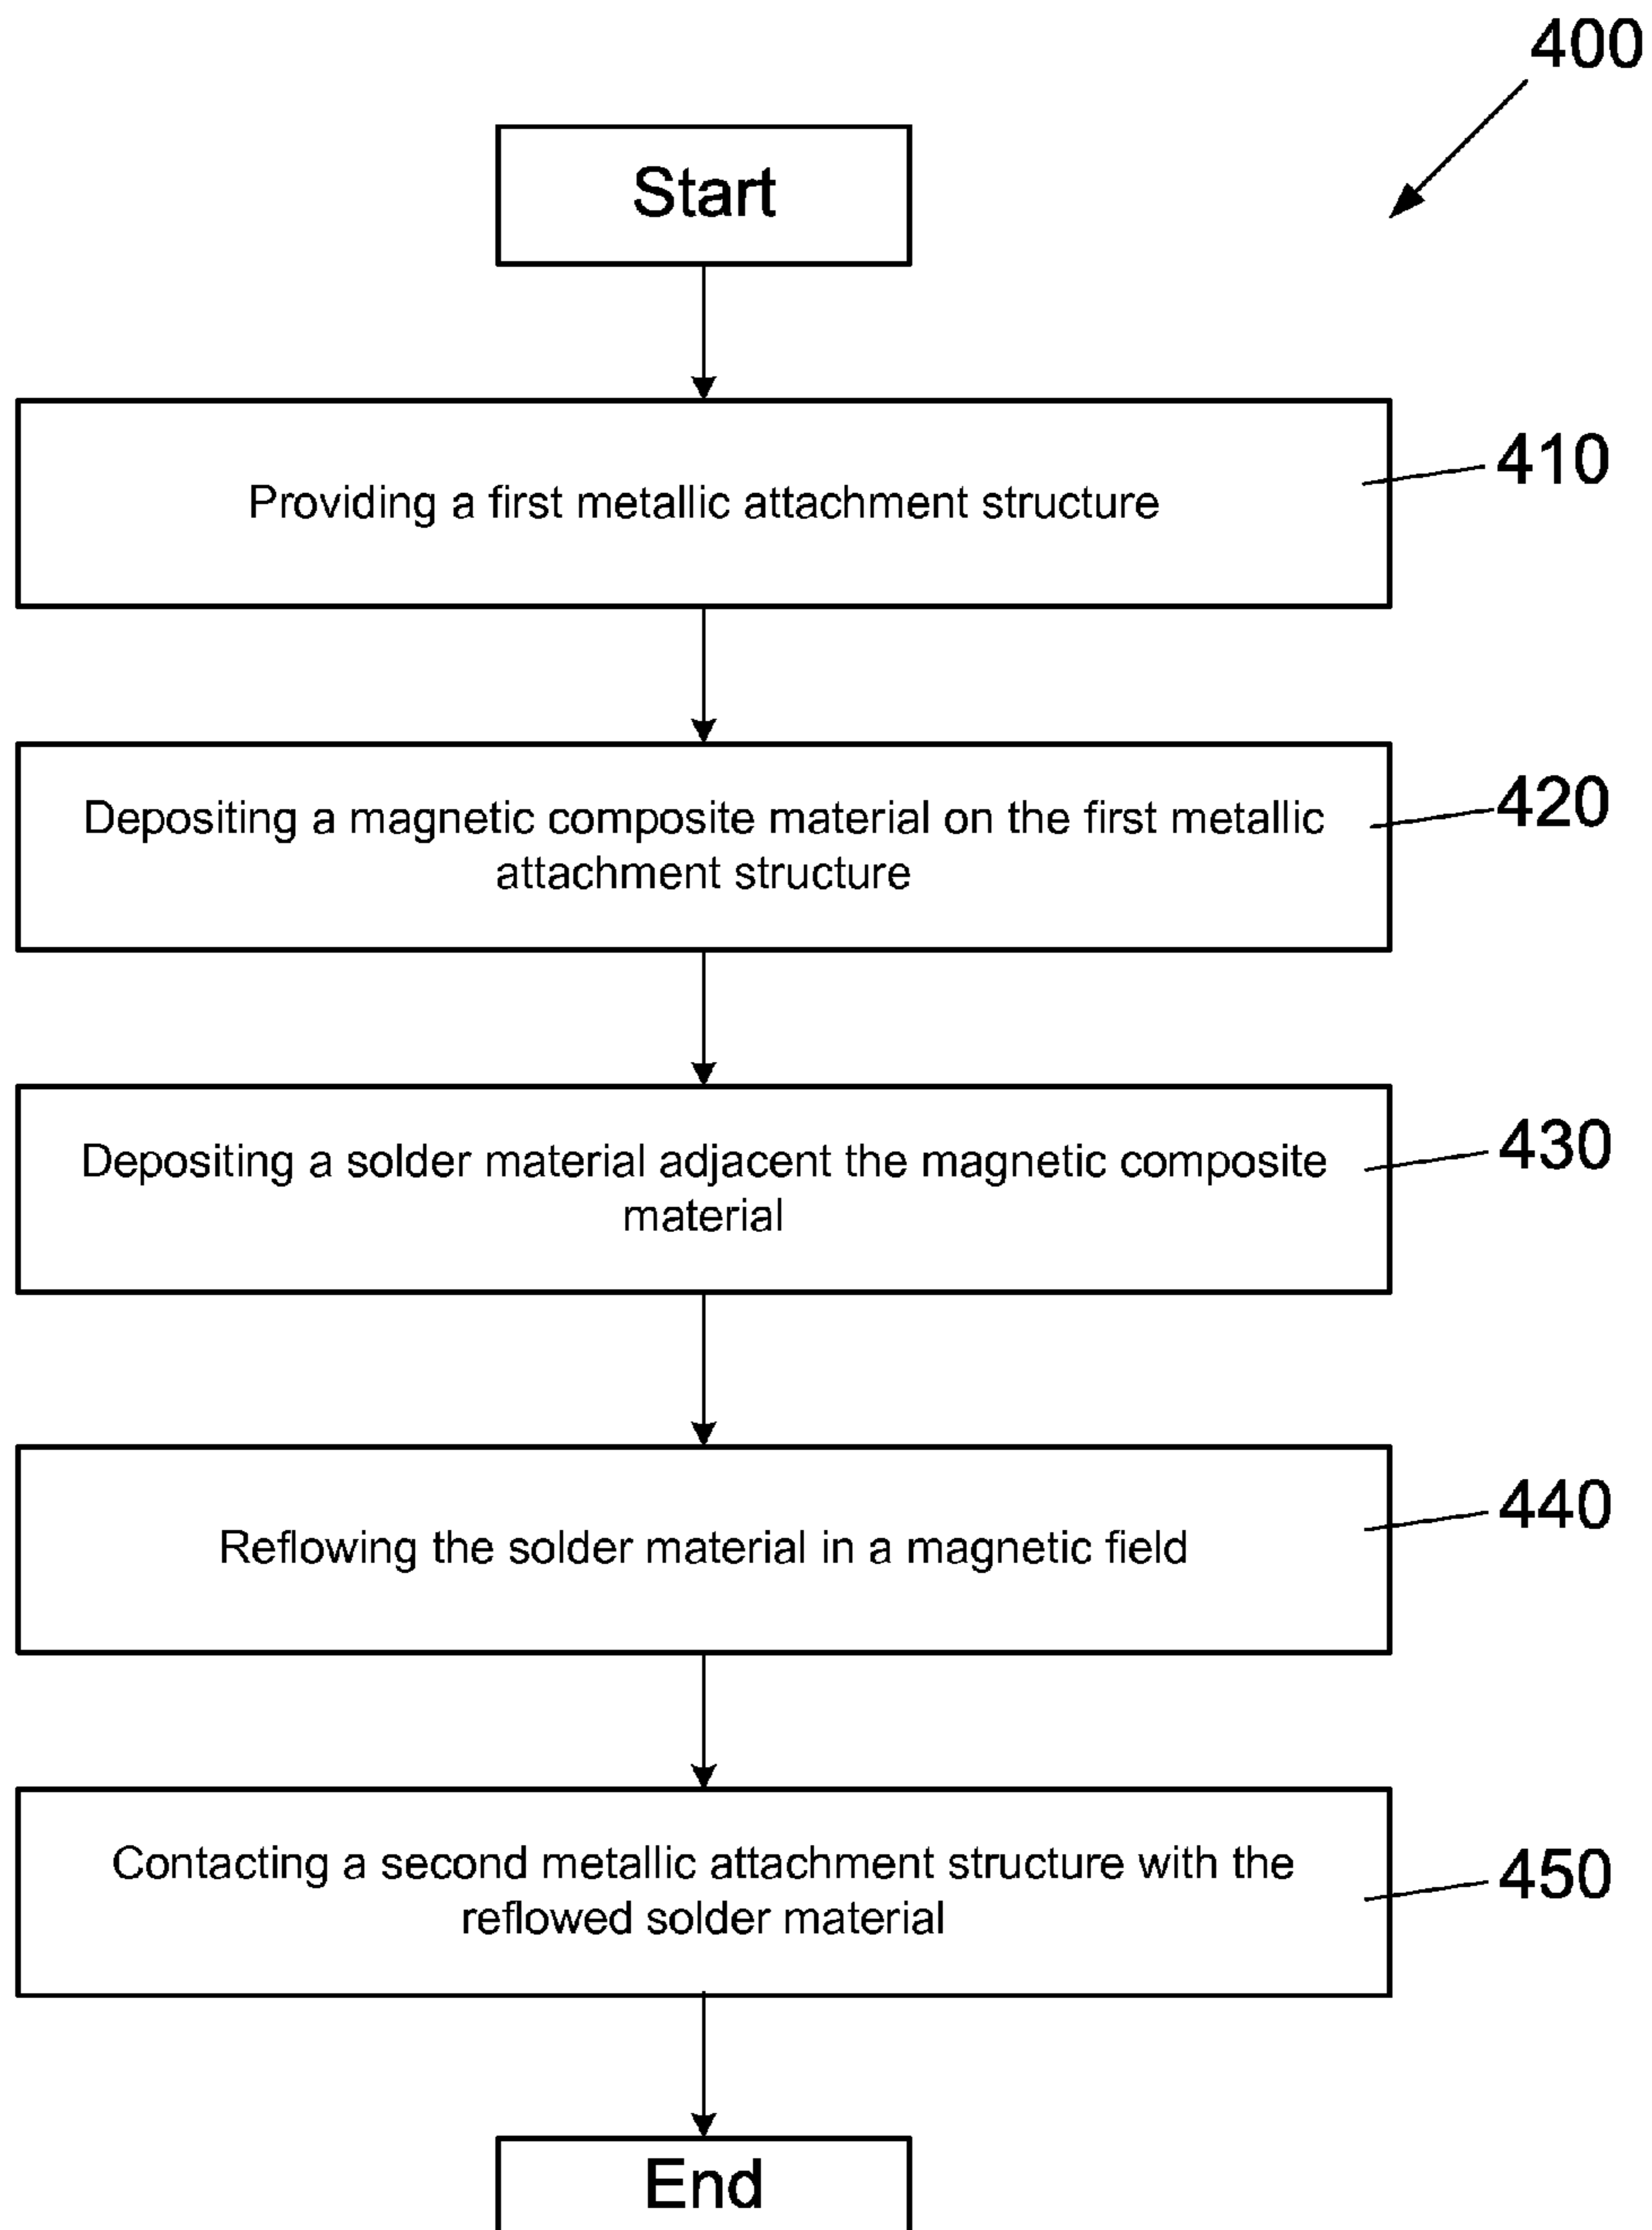 400
Start
Providing a first metallic attachment structure
410
Depositing a magnetic composite material on the first metallic
attachment structure
420
Depositing a solder material adjacent the magnetic composite
material
430
Reflowing the solder material in a magnetic field
440
Contacting a second metallic attachment structure with the
reflowed solder material
450
End